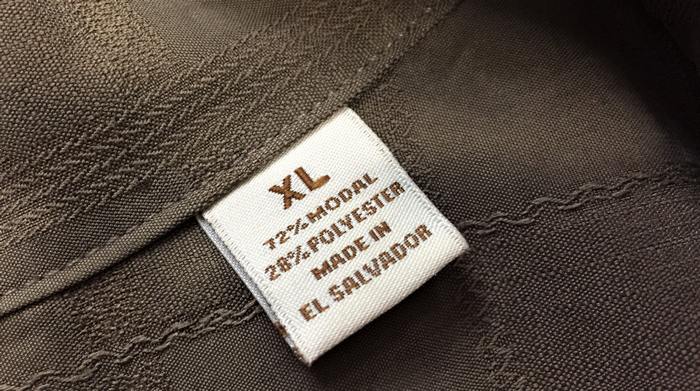 XL
72% MODAL
28% POLYESTER
MADE IN
EL SALVADOR